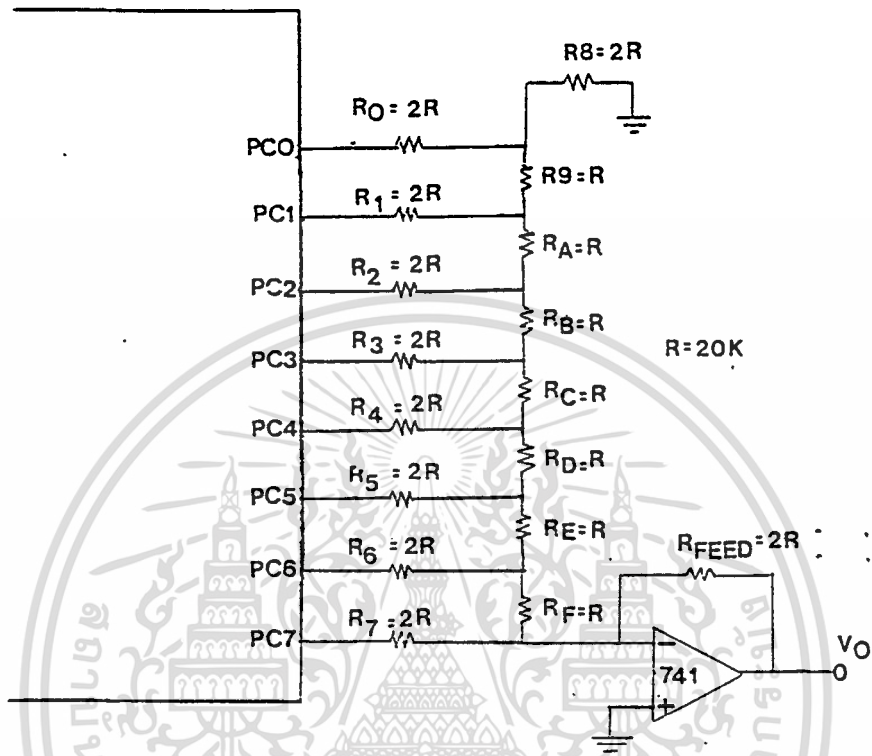 R8=2R
R0=2R
PC0
R9=R
PC1
R1=2R
RA=R
PC2
R2=2R
RB=R
PC3
R3=2R
R=20K
RC=R
PC4
R4=2R
RD=R
PC5
R5=2R
RE=R
PC6
R6=2R
RFEED=2R
RF=R
PC7
R7=2R
-
741
+
VO